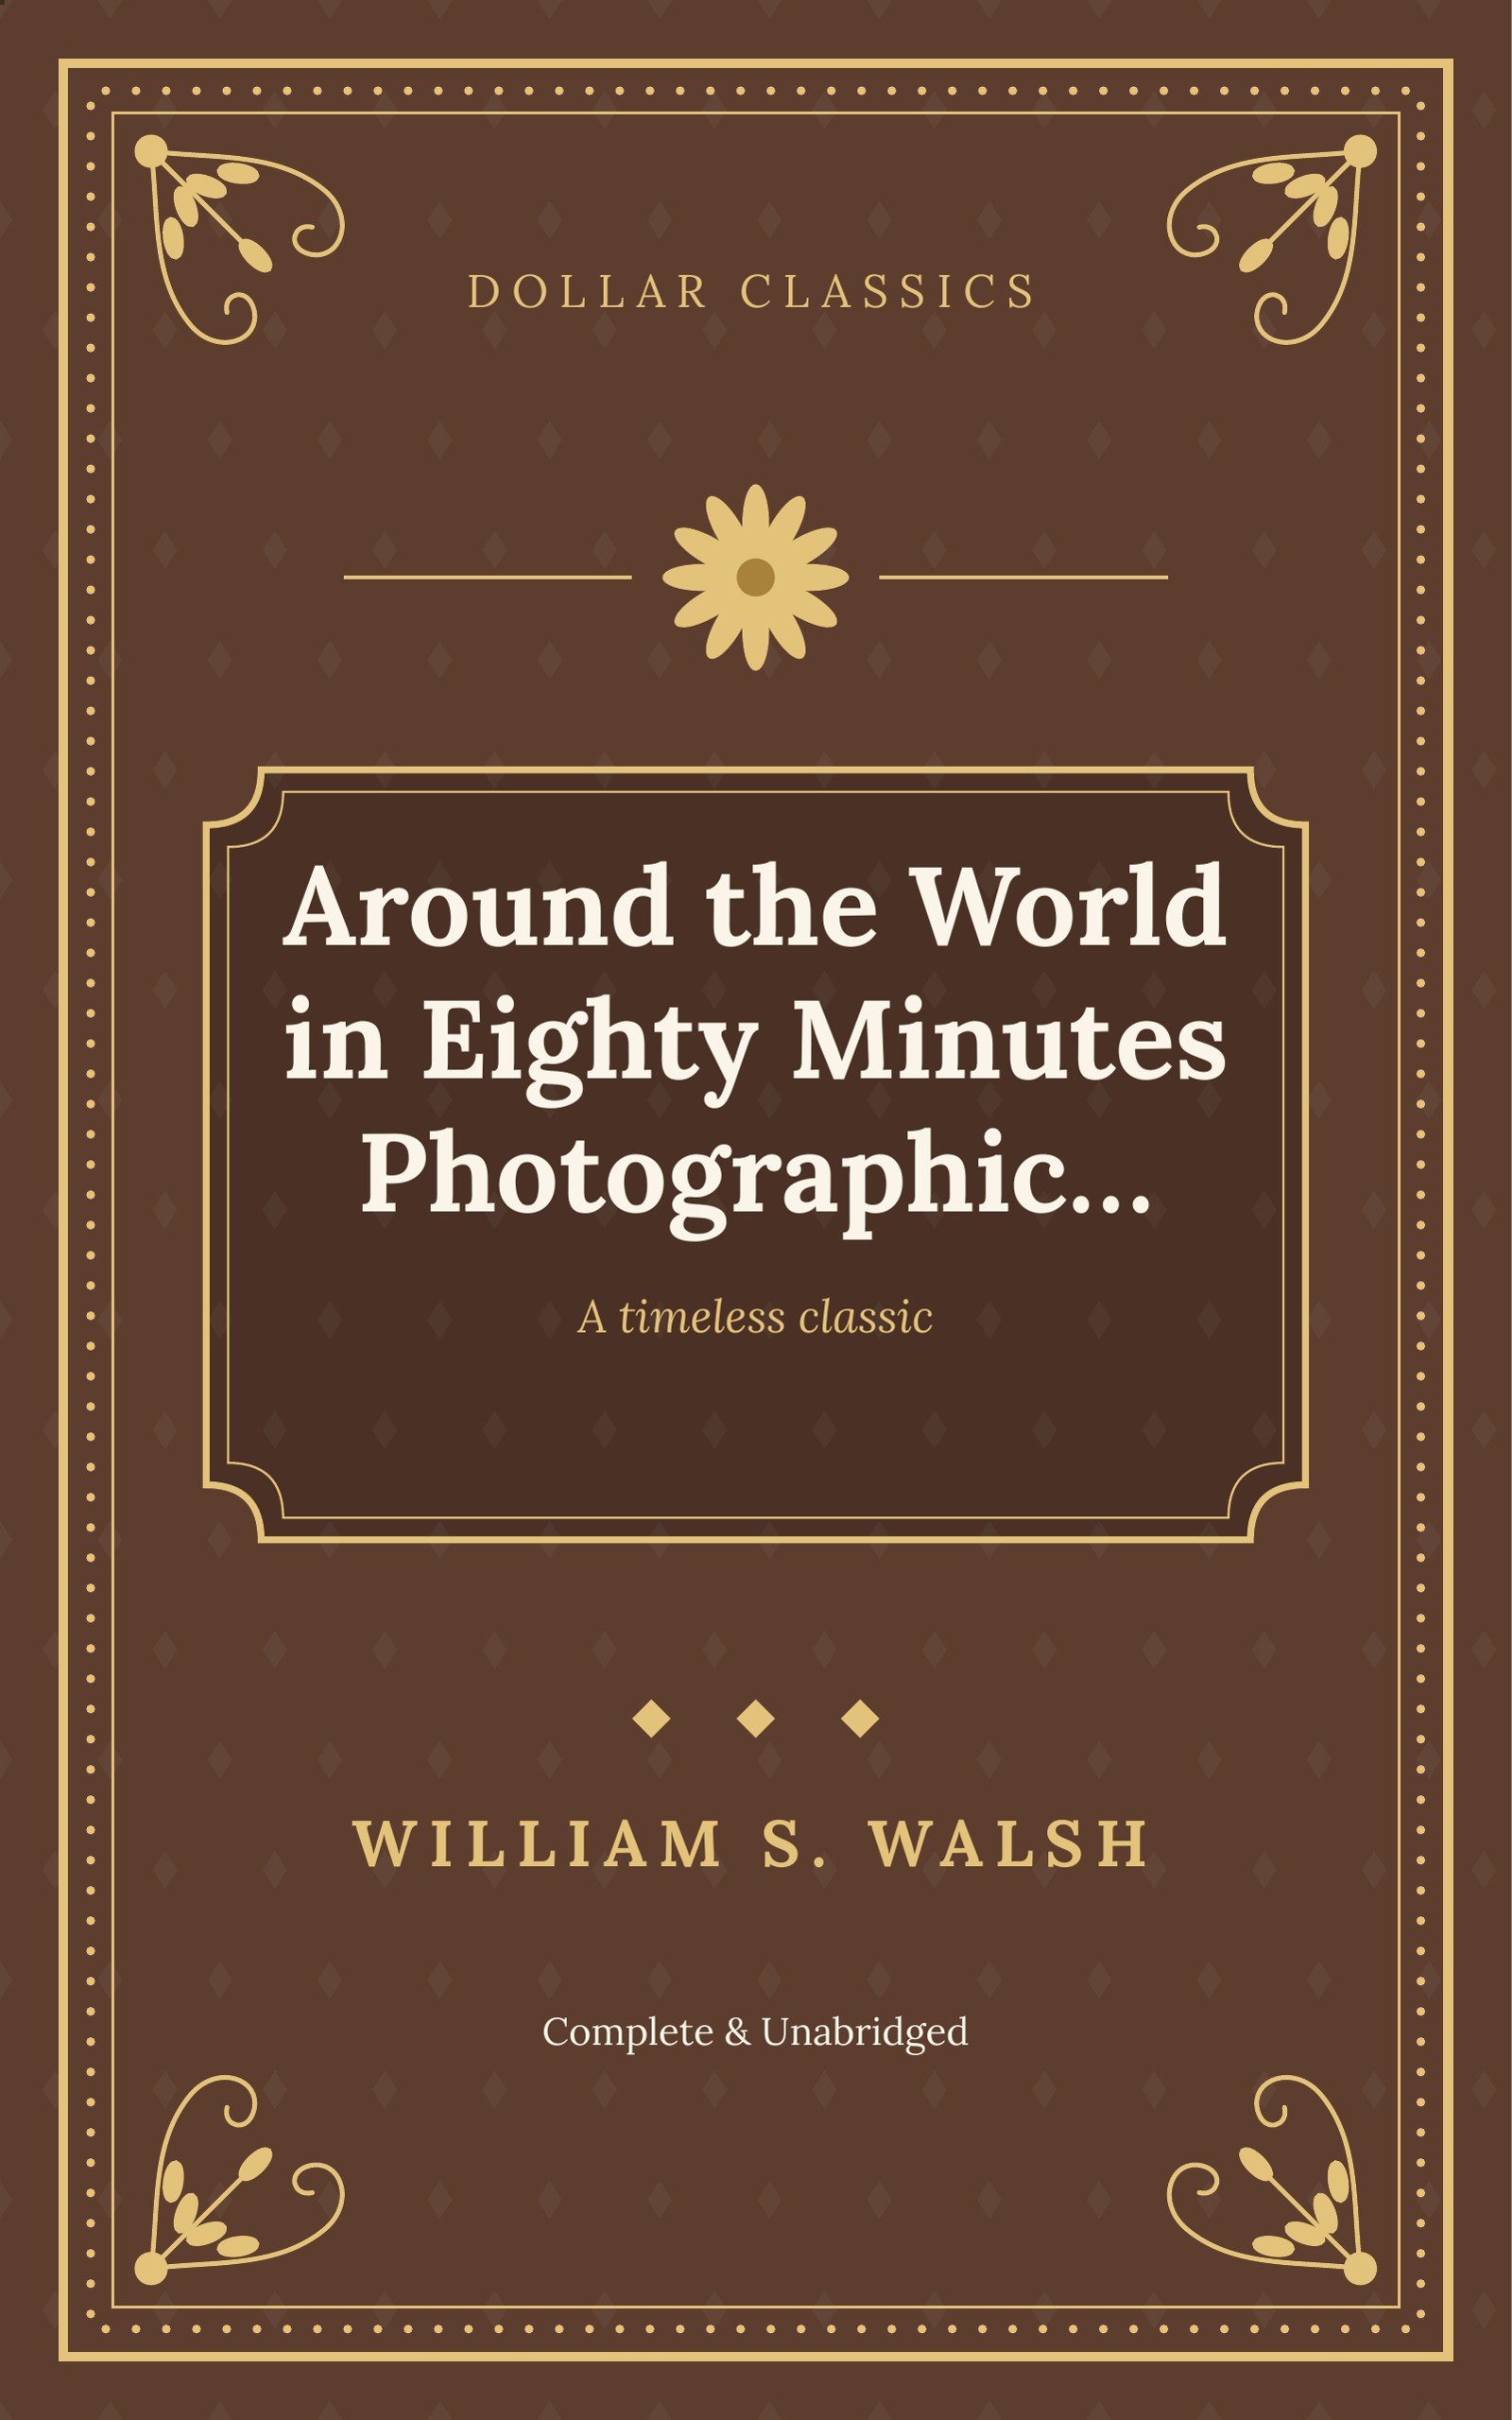 DOLLAR CLASSICS
Around the World
in Eighty Minutes
Photographic...
A timeless classic
WILLIAM S. WALSH
Complete & Unabridged